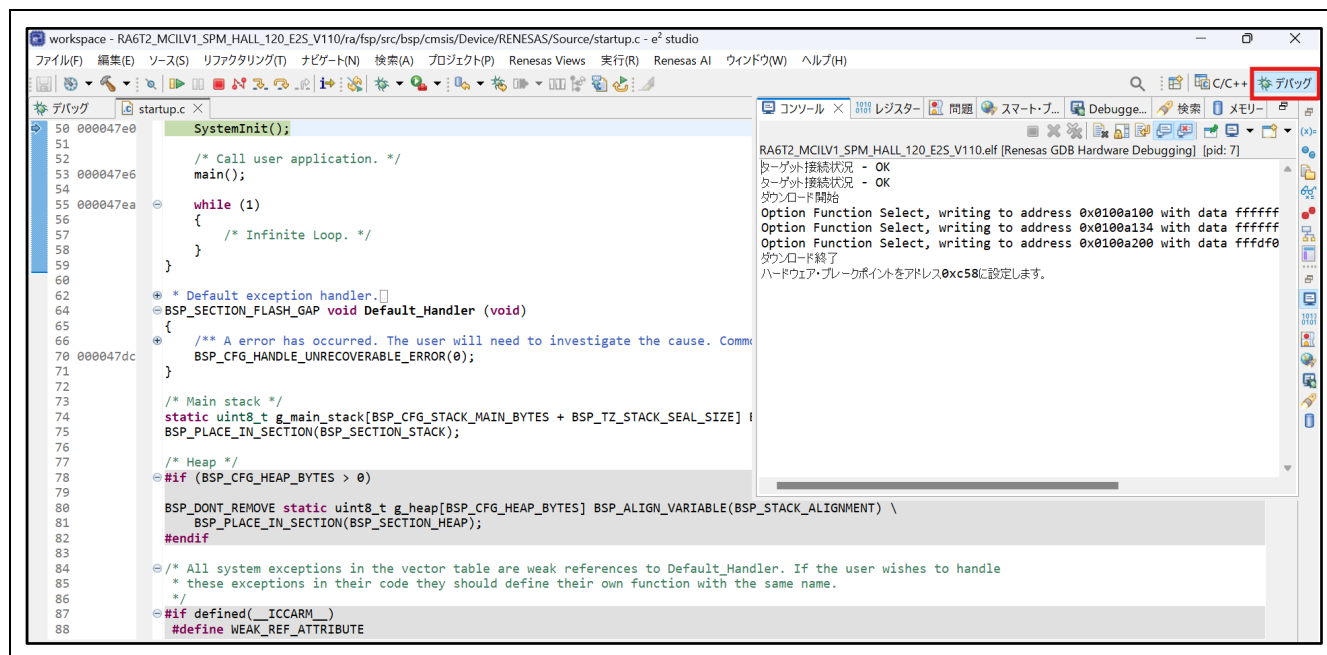 workspace - RA6T2_MCILV1_SPM_HALL_120_E2S_V110/ra/fsp/src/bsp/cmsis/Device/RENESAS/Source/startup.c - e² studio
ファイル(F) 編集(E) ソース(S) リファクタリング(T) ナビゲート(N) 検索(A) プロジェクト(P) Renesas Views 実行(R) Renesas AI ウィンドウ(W) ヘルプ(H)
C/C++ デバッグ
デバッグ startup.c
50 000047e0 SystemInit();
51
52 /* Call user application. */
53 000047e6 main();
54
55 000047ea while (1)
56 {
57 /* Infinite Loop. */
58 }
59 }
60
62 * Default exception handler.
64 BSP_SECTION_FLASH_GAP void Default_Handler (void)
65 {
66 /** A error has occurred. The user will need to investigate the cause. Commo
70 000047dc BSP_CFG_HANDLE_UNRECOVERABLE_ERROR(0);
71 }
72
73 /* Main stack */
74 static uint8_t g_main_stack[BSP_CFG_STACK_MAIN_BYTES + BSP_TZ_STACK_SEAL_SIZE]
75 BSP_PLACE_IN_SECTION(BSP_SECTION_STACK);
76
77 /* Heap */
78 #if (BSP_CFG_HEAP_BYTES > 0)
79
80 BSP_DONT_REMOVE static uint8_t g_heap[BSP_CFG_HEAP_BYTES] BSP_ALIGN_VARIABLE(BSP_STACK_ALIGNMENT) \
81 BSP_PLACE_IN_SECTION(BSP_SECTION_HEAP);
82 #endif
83
84 /* All system exceptions in the vector table are weak references to Default_Handler. If the user wishes to handle
85 * these exceptions in their code they should define their own function with the same name.
86 */
87 #if defined(__ICCARM__)
88 #define WEAK_REF_ATTRIBUTE
コンソール レジスター 問題 スマート・ブ... Debugge... 検索 メモリー
RA6T2_MCILV1_SPM_HALL_120_E2S_V110.elf [Renesas GDB Hardware Debugging] [pid: 7]
ターゲット接続状況 - OK
ターゲット接続状況 - OK
ダウンロード開始
Option Function Select, writing to address 0x0100a100 with data ffffff
Option Function Select, writing to address 0x0100a134 with data ffffff
Option Function Select, writing to address 0x0100a200 with data fffdf0
ダウンロード終了
ハードウェア・ブレークポイントをアドレス0xc58に設定します。